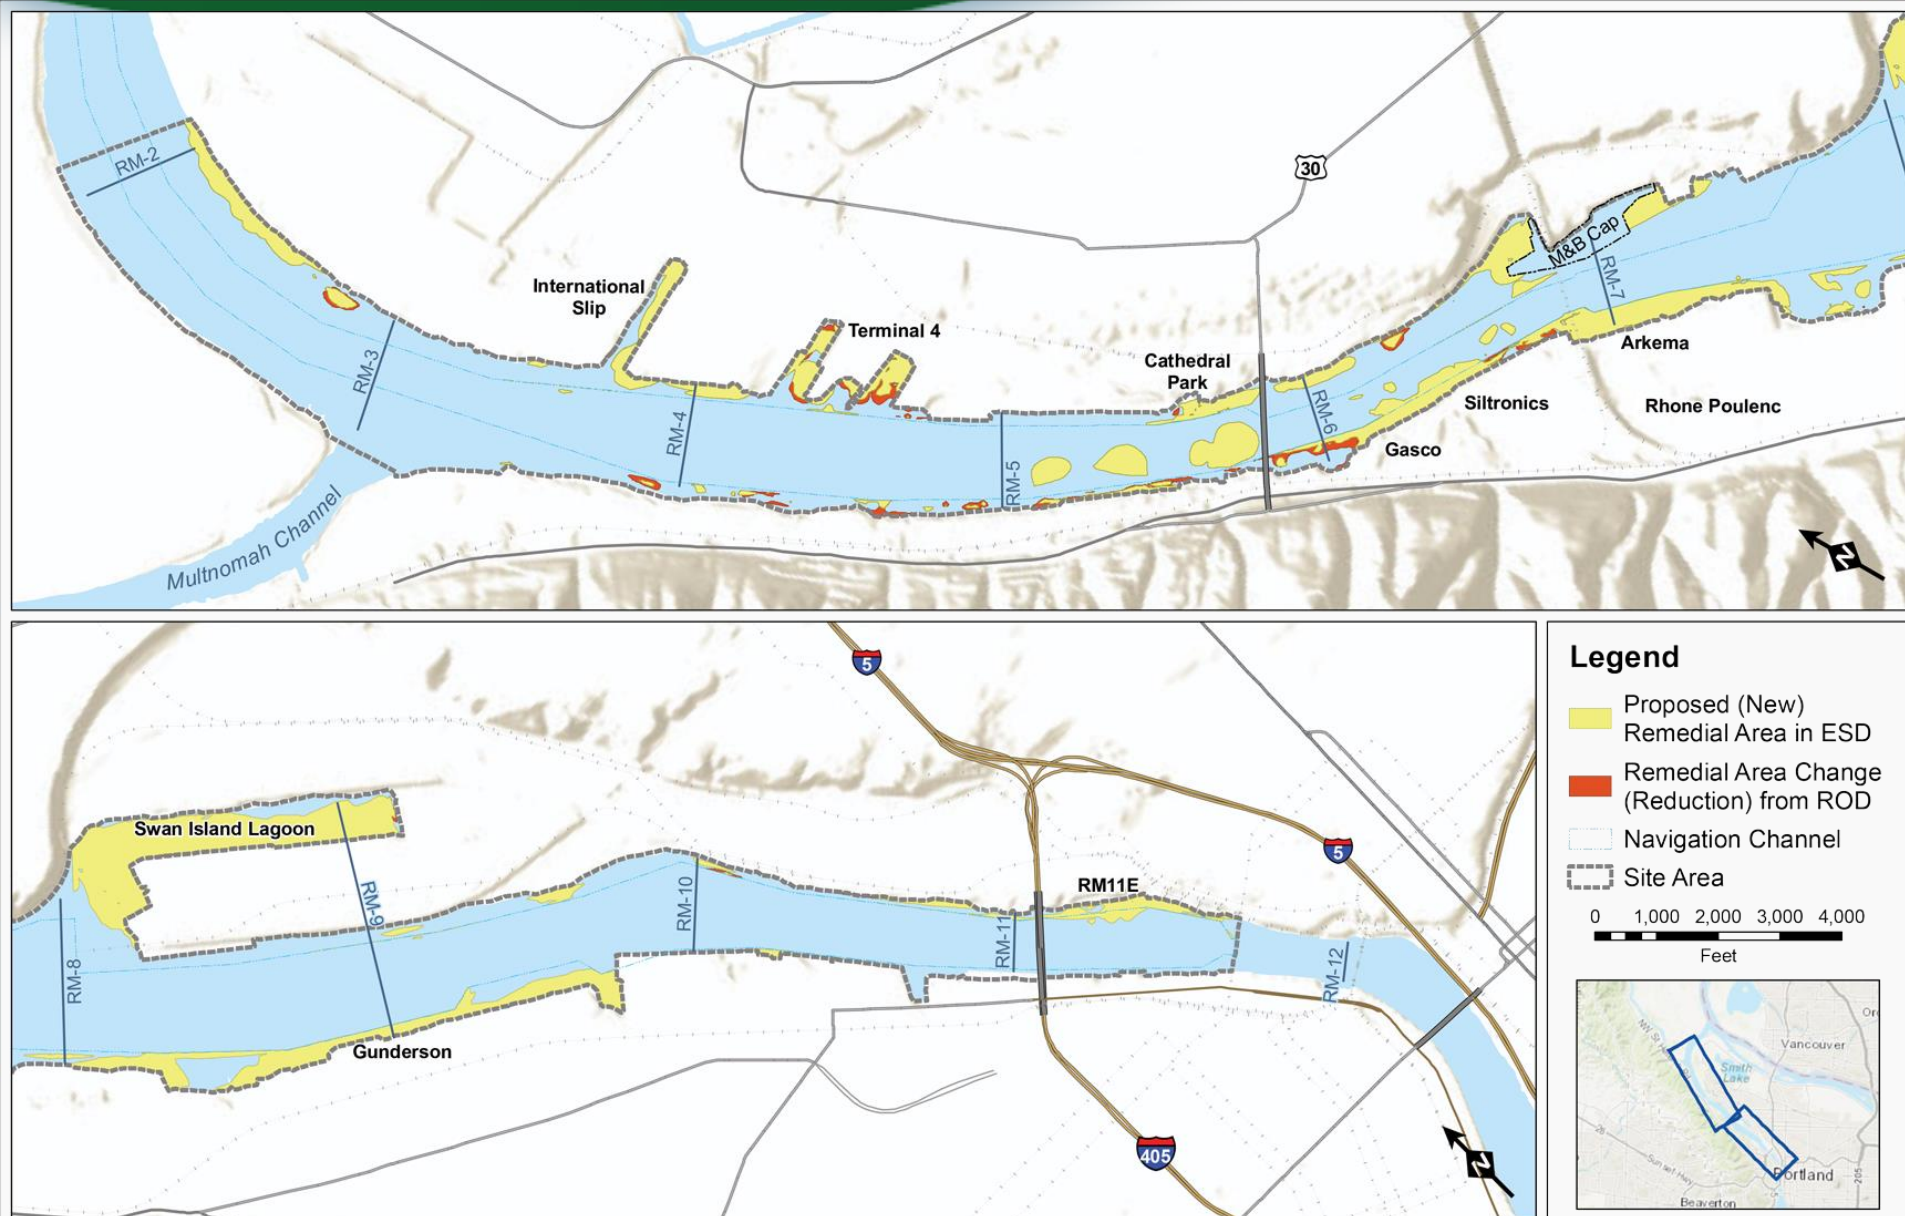 RM-2
30
M&B Cap
RM-7
International
Slip
Terminal 4
RM-3
Arkema
Cathedral
Park
RM-4
RM-6
Siltronics
Rhone Poulenc
Gasco
RM-5
Multnomah Channel
N
5
Swan Island Lagoon
5
RM-9
RM-10
RM11E
RM-11
RM-8
RM-12
Gunderson
405
N
Legend
Proposed (New)
Remedial Area in ESD
Remedial Area Change
(Reduction) from ROD
Navigation Channel
Site Area
0 1,000 2,000 3,000 4,000
Feet
Vancouver
Smith
Lake
Portland
Sunset Hwy
205
Beaverton